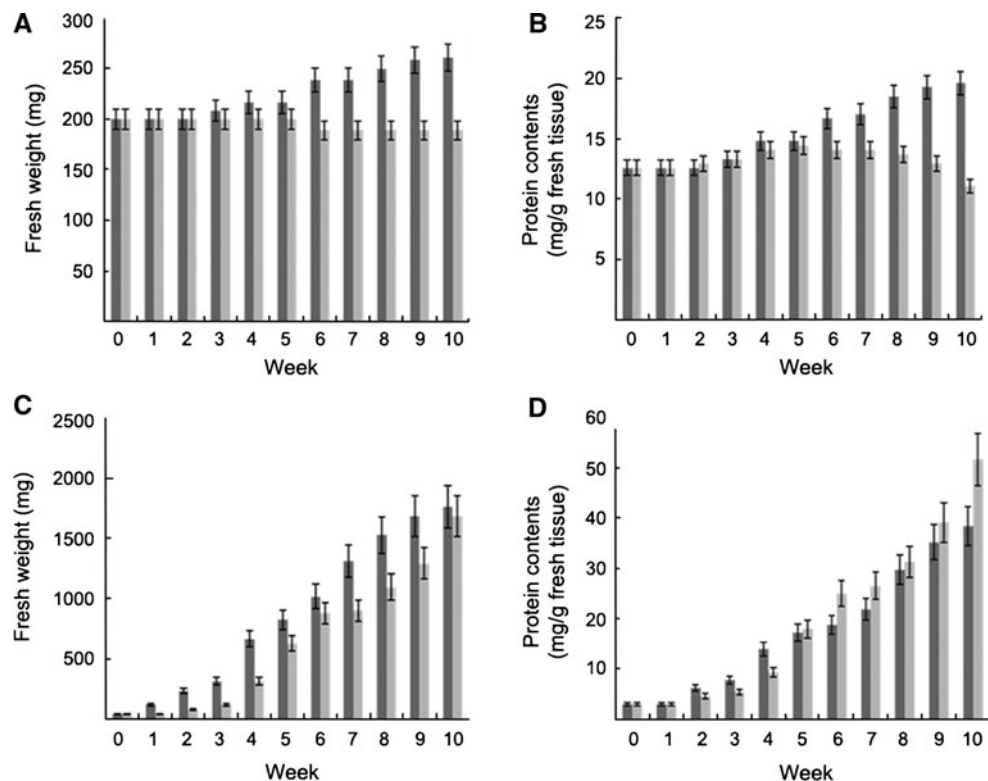 A
Fresh weight (mg)
300
250
200
150
100
50
0 1 2 3 4 5 6 7 8 9 10
Week
B
Protein contents
(mg/g fresh tissue)
25
20
15
10
5
0 1 2 3 4 5 6 7 8 9 10
Week
C
Fresh weight (mg)
2500
2000
1500
1000
500
0 1 2 3 4 5 6 7 8 9 10
Week
D
Protein contents
(mg/g fresh tissue)
60
50
40
30
20
10
0 1 2 3 4 5 6 7 8 9 10
Week